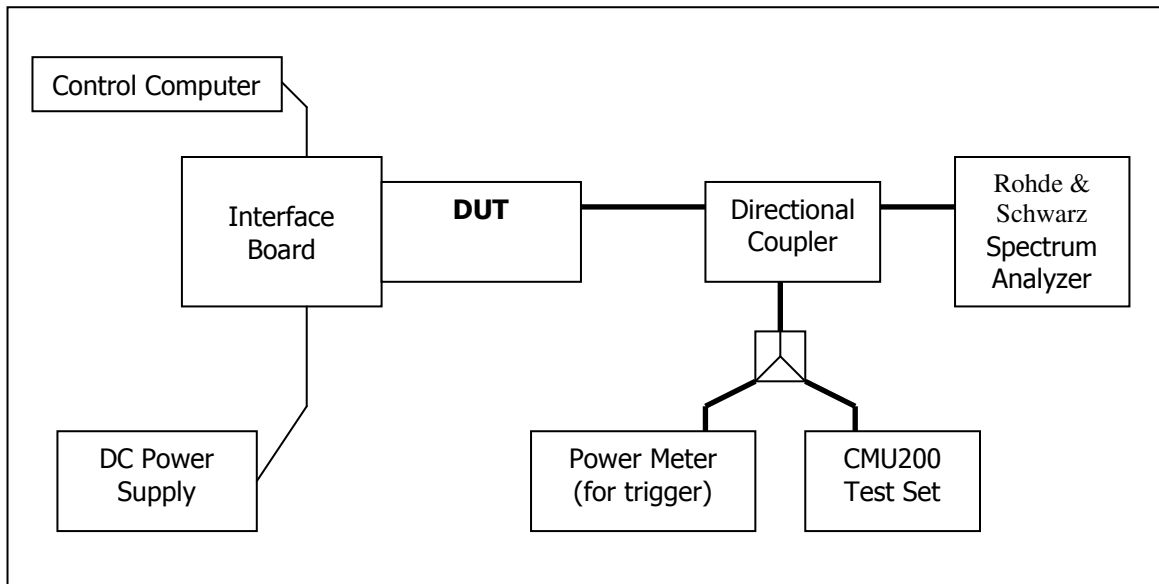 Control Computer
Interface
Board
DUT
Directional
Coupler
Rohde &
Schwarz
Spectrum
Analyzer
DC Power
Supply
Power Meter
(for trigger)
CMU200
Test Set